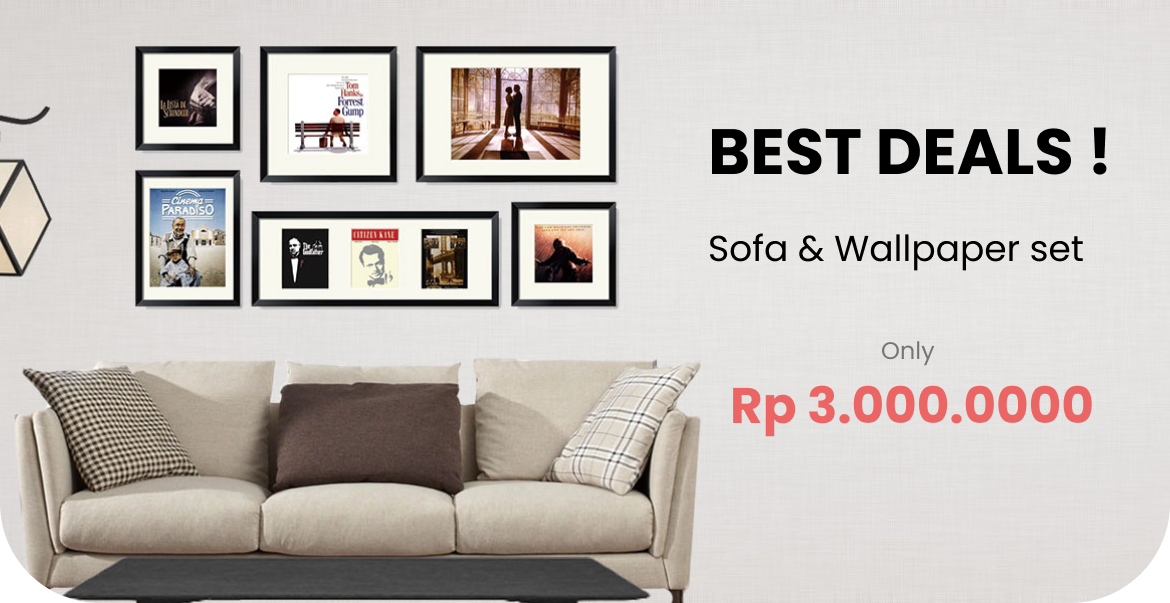 La Lista de
Schindler
Tom
Hanks
Forrest
Gump
Cinema
PARADISO
The
Godfather
CITIZEN KANE
BEST DEALS !
Sofa & Wallpaper set
Only
Rp 3.000.0000